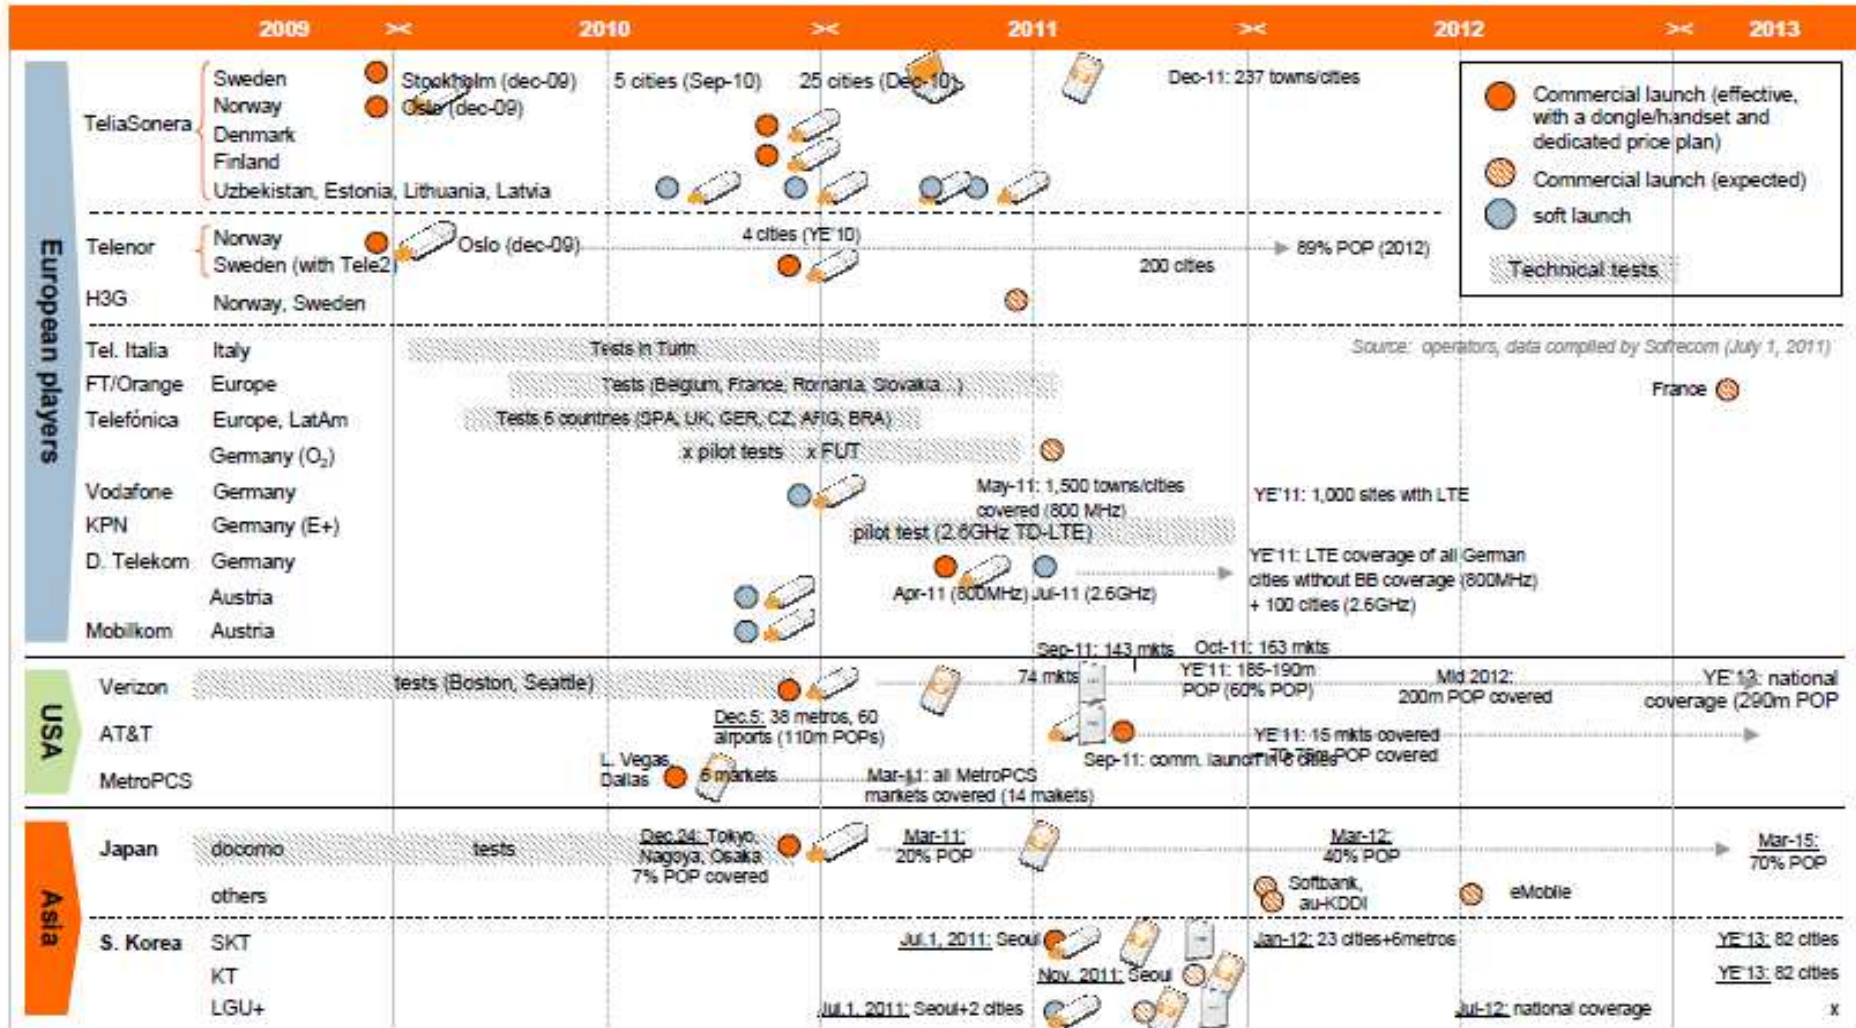 2009 >< 2010 >< 2011 >< 2012 >< 2013
European players
TeliaSonera
Sweden Stockholm (dec-09) 5 cities (Sep-10) 25 cities (Dec-10) Dec-11: 237 towns/cities
Norway Oslo (dec-09)
Denmark
Finland
Uzbekistan, Estonia, Lithuania, Latvia
Commercial launch (effective,
with a dongle/handset and
dedicated price plan)
Commercial launch (expected)
soft launch
Technical tests
Telenor
Norway Oslo (dec-09) 4 cities (YE'10) 89% POP (2012)
Sweden (with Tele2) 200 cities
H3G Norway, Sweden
Source: operators, data compiled by Sofrecom (July 1, 2011)
Tel. Italia Italy Tests in Turin
FT/Orange Europe Tests (Belgium, France, Romania, Slovakia...) France
Telefónica Europe, LatAm Tests 6 countries (SPA, UK, GER, CZ, ARG, BRA)
Germany (O2) x pilot tests x FUT
Vodafone Germany May-11: 1,500 towns/cities
covered (800 MHz)
YE'11: 1,000 sites with LTE
KPN Germany (E+) pilot test (2.6GHz TD-LTE)
D. Telekom Germany Apr-11 (800MHz) Jul-11 (2.6GHz)
YE'11: LTE coverage of all German
cities without BB coverage (800MHz)
+ 100 cities (2.6GHz)
Austria
Mobilkom Austria
USA
Sep-11: 143 mkts Oct-11: 163 mkts
Verizon tests (Boston, Seattle) 74 mkts
YE'11: 185-190m
POP (60% POP)
Mid 2012:
200m POP covered
YE'13: national
coverage (290m POP
Dec.5: 38 metros, 60
airports (110m POPs)
AT&T
YE'11: 15 mkts covered
70-75m POP covered
Sep-11: comm. launch in 5 cities
MetroPCS
L. Vegas,
Dallas
6 markets
Mar-11: all MetroPCS
markets covered (14 makets)
Asia
Japan docomo tests
Dec.24: Tokyo,
Nagoya, Osaka
7% POP covered
Mar-11:
20% POP
Mar-12:
40% POP
Mar-15:
70% POP
others
Softbank,
au-KDDI
eMobile
S. Korea SKT Jul.1, 2011: Seoul Jan-12: 23 cities+6metros YE'13: 82 cities
KT Nov. 2011: Seoul YE'13: 82 cities
LGU+ Jul.1, 2011: Seoul+2 cities Jul-12: national coverage x